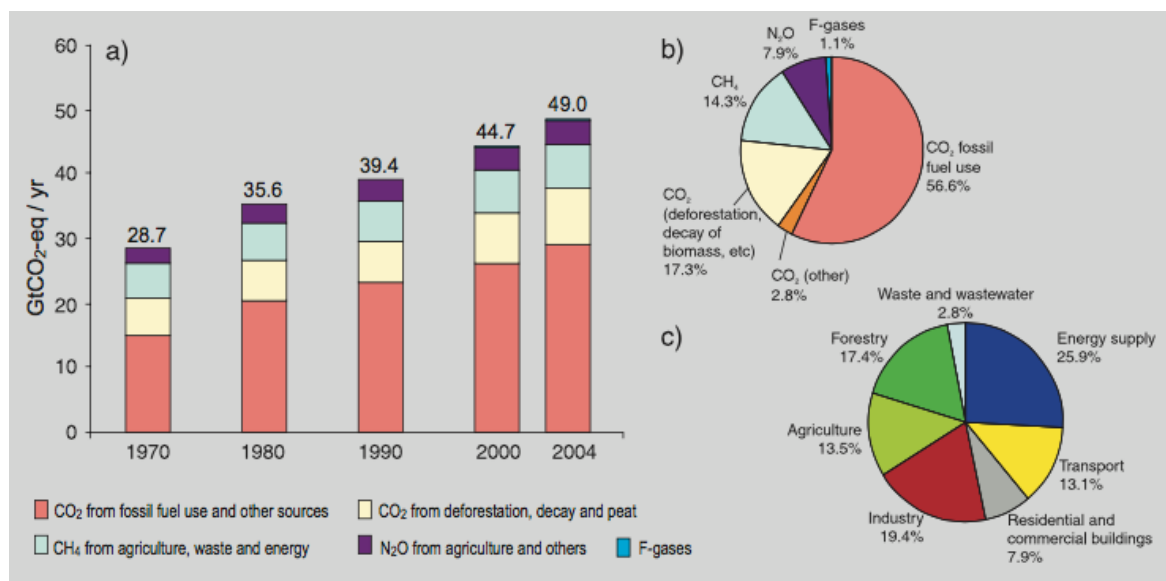 a)
GtCO₂-eq / yr
60
50
40
30
20
10
0
28.7
35.6
39.4
44.7
49.0
1970
1980
1990
2000
2004
CO₂ from fossil fuel use and other sources
CO₂ from deforestation, decay and peat
CH₄ from agriculture, waste and energy
N₂O from agriculture and others
F-gases
b)
F-gases
1.1%
N₂O
7.9%
CH₄
14.3%
CO₂ fossil
fuel use
56.6%
CO₂
(deforestation,
decay of
biomass, etc)
17.3%
CO₂ (other)
2.8%
c)
Waste and wastewater
2.8%
Forestry
17.4%
Energy supply
25.9%
Agriculture
13.5%
Transport
13.1%
Industry
19.4%
Residential and
commercial buildings
7.9%